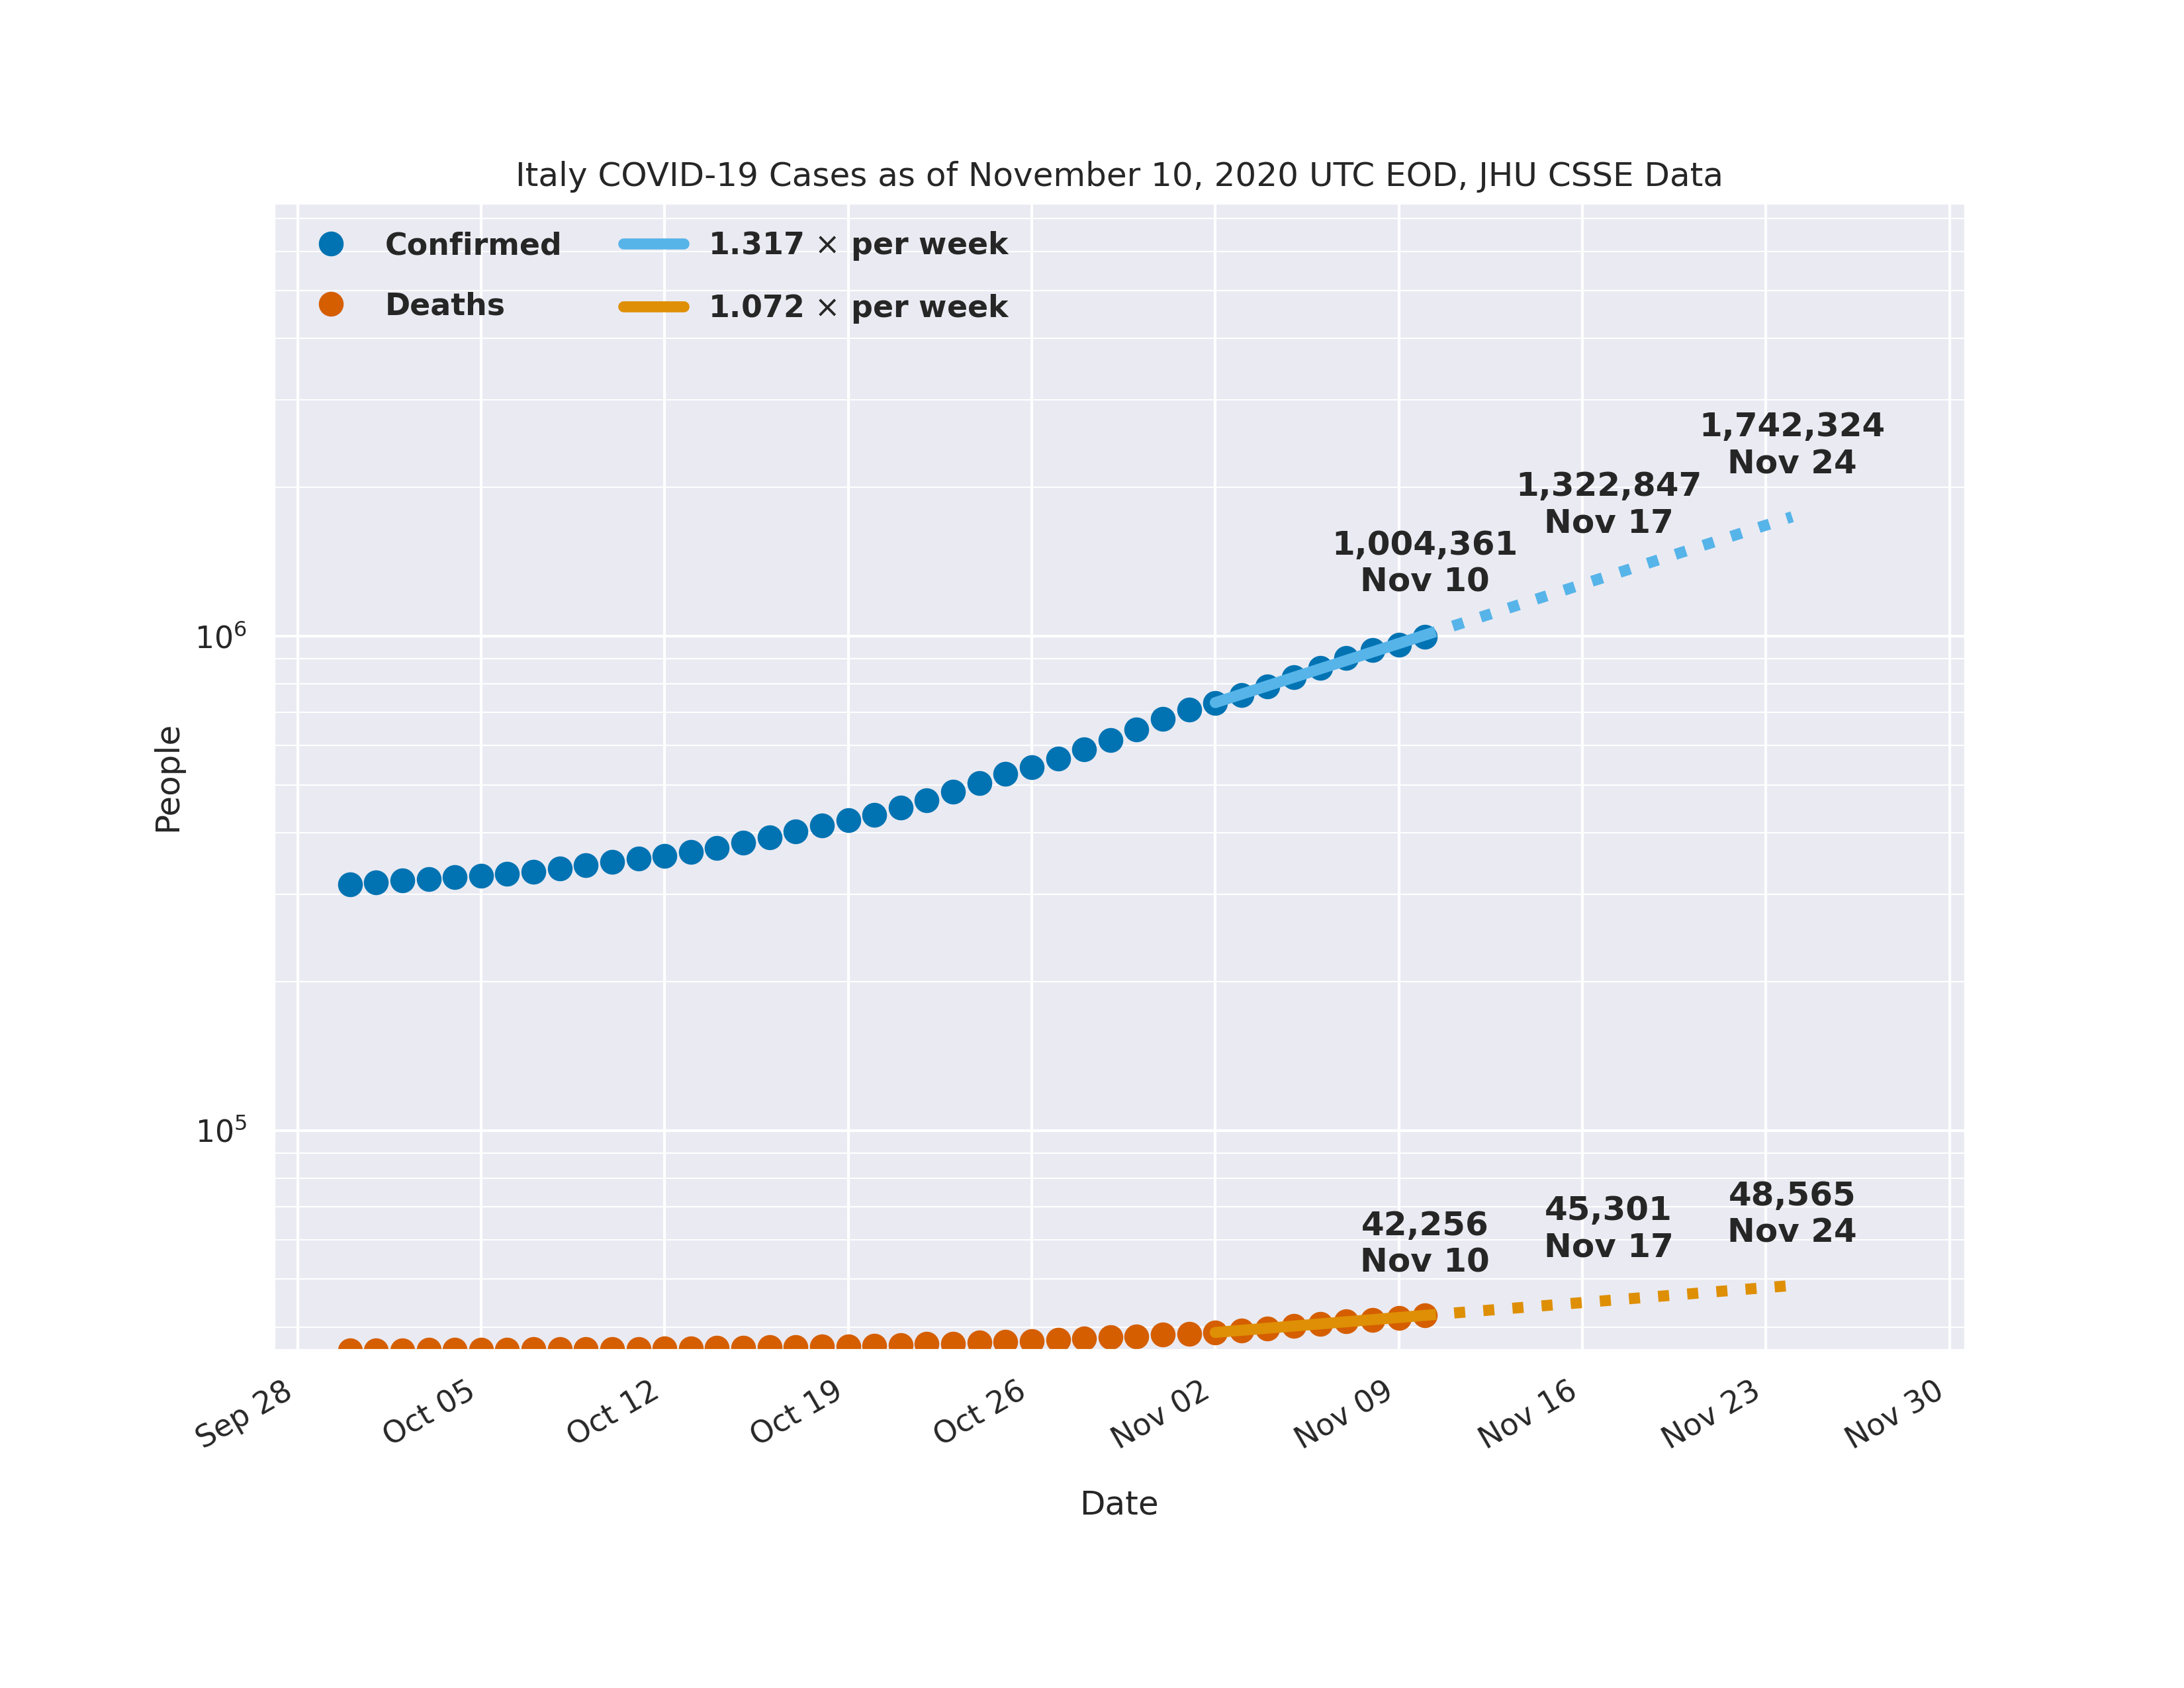 Italy COVID-19 Cases as of November 10, 2020 UTC EOD, JHU CSSE Data
Confirmed
Deaths
1.317 × per week
1.072 × per week
1,742,324
Nov 24
1,322,847
Nov 17
1,004,361
Nov 10
10⁶
People
10⁵
48,565
Nov 24
45,301
Nov 17
42,256
Nov 10
Sep 28
Oct 05
Oct 12
Oct 19
Oct 26
Nov 02
Nov 09
Nov 16
Nov 23
Nov 30
Date